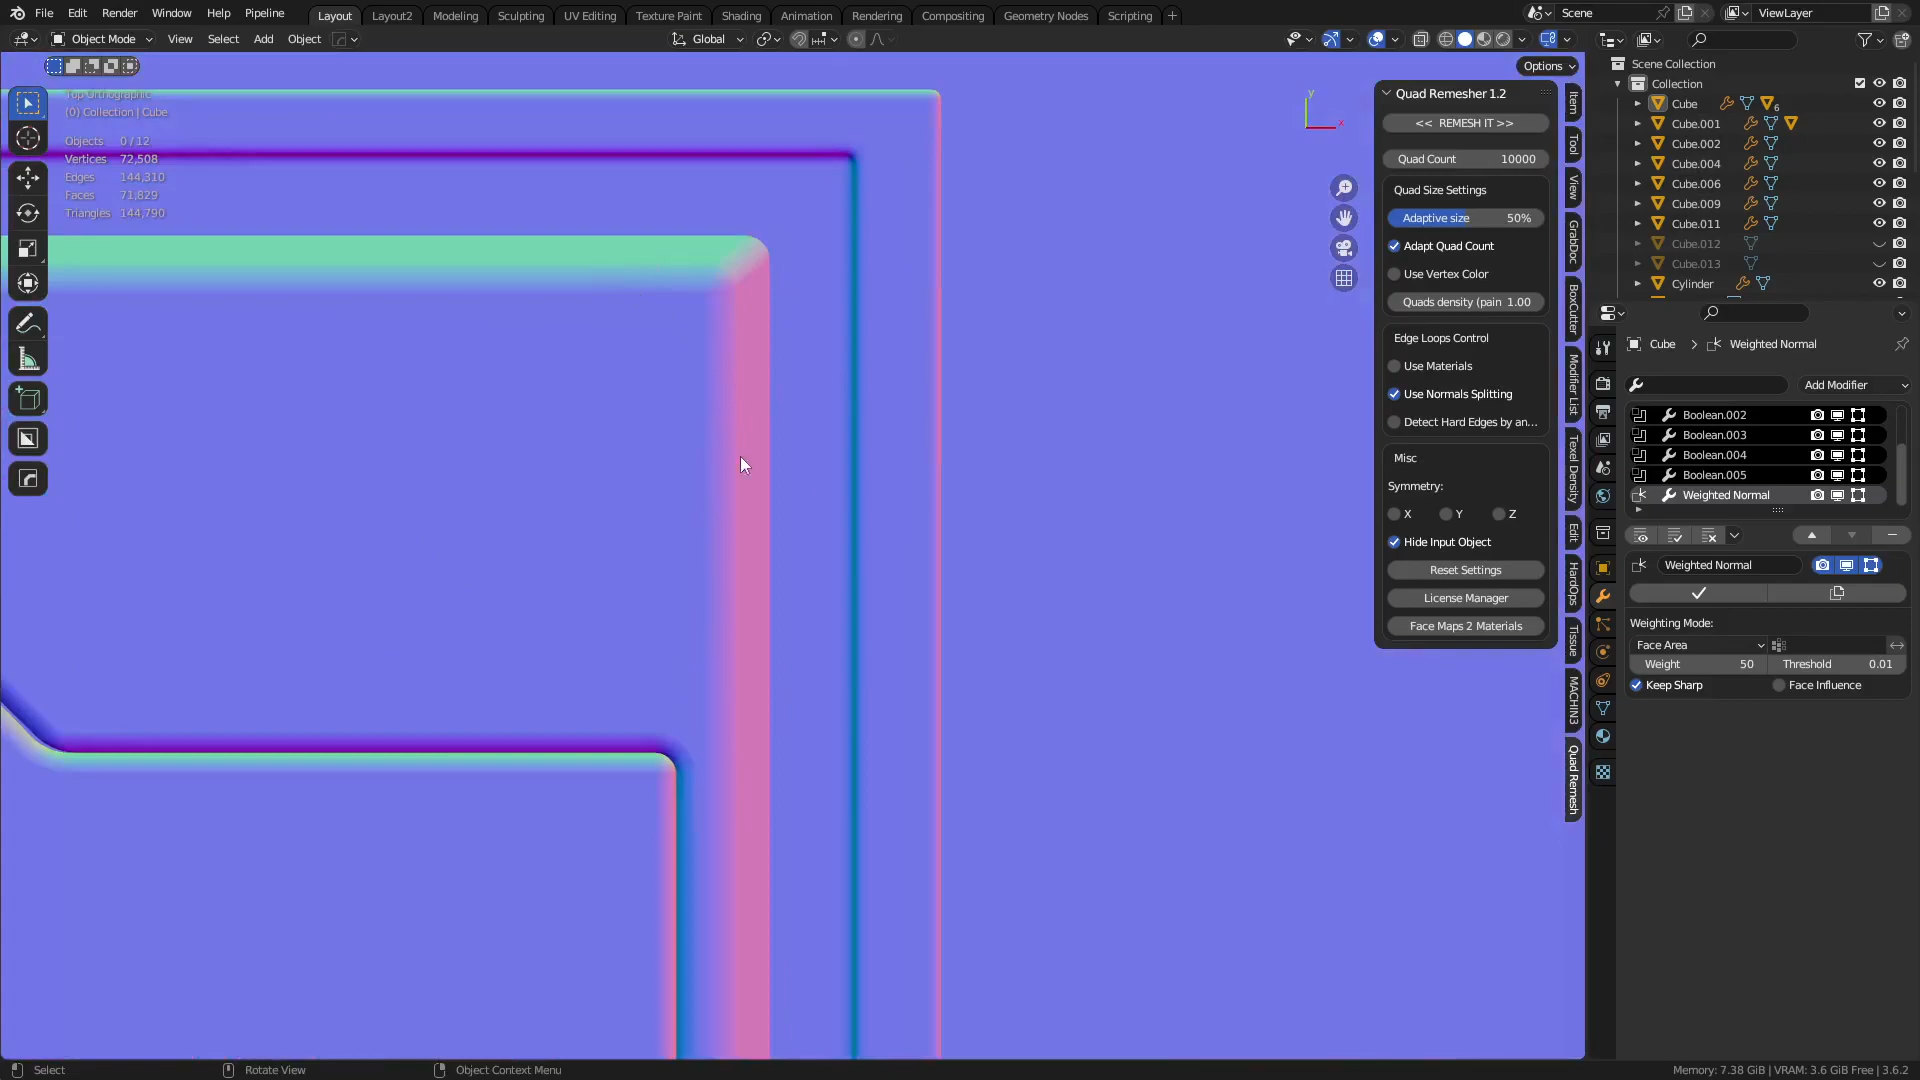 File Edit Render Window Help Pipeline Layout Layout2 Modeling Sculpting UV Editing Texture Paint Shading Animation Rendering Compositing Geometry Nodes Scripting + Scene ViewLayer
Object Mode View Select Add Object Global
Options
Top Orthographic
(0) Collection | Cube
Objects 0 / 12
Vertices 72,508
Edges 144,310
Faces 71,829
Triangles 144,790
Y
X
Quad Remesher 1.2
<< REMESH IT >>
Quad Count 10000
Quad Size Settings
Adaptive size 50%
Adapt Quad Count
Use Vertex Color
Quads density (pain 1.00
Edge Loops Control
Use Materials
Use Normals Splitting
Detect Hard Edges by an...
Misc
Symmetry:
X Y Z
Hide Input Object
Reset Settings
License Manager
Face Maps 2 Materials
Item
Tool
View
GrabDoc
BoxCutter
Modifier List
Texel Density
Edit
HardOps
Tissue
MACHIN3
Quad Remesh
Scene Collection
Collection
Cube 6
Cube.001
Cube.002
Cube.004
Cube.006
Cube.009
Cube.011
Cube.012
Cube.013
Cylinder
Cube > Weighted Normal
Add Modifier
Boolean.002
Boolean.003
Boolean.004
Boolean.005
Weighted Normal
Weighted Normal
Weighting Mode:
Face Area
Weight 50 Threshold 0.01
Keep Sharp Face Influence
Select Rotate View Object Context Menu Memory: 7.38 GiB | VRAM: 3.6 GiB Free | 3.6.2